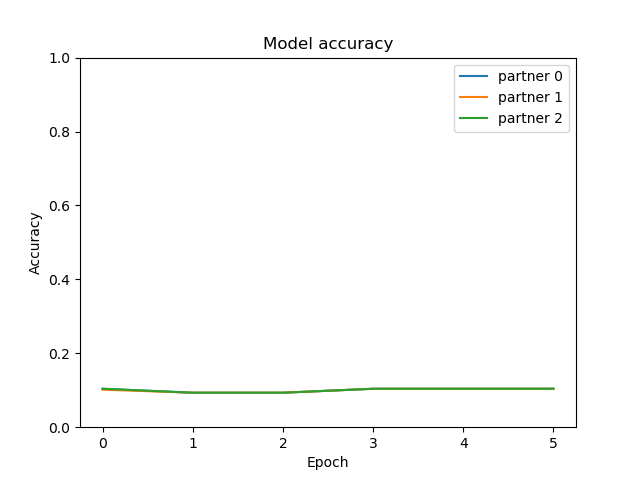 Model accuracy
1.0
0.8
0.6
0.4
0.2
0.0
Accuracy
partner 0
partner 1
partner 2
0 1 2 3 4 5
Epoch